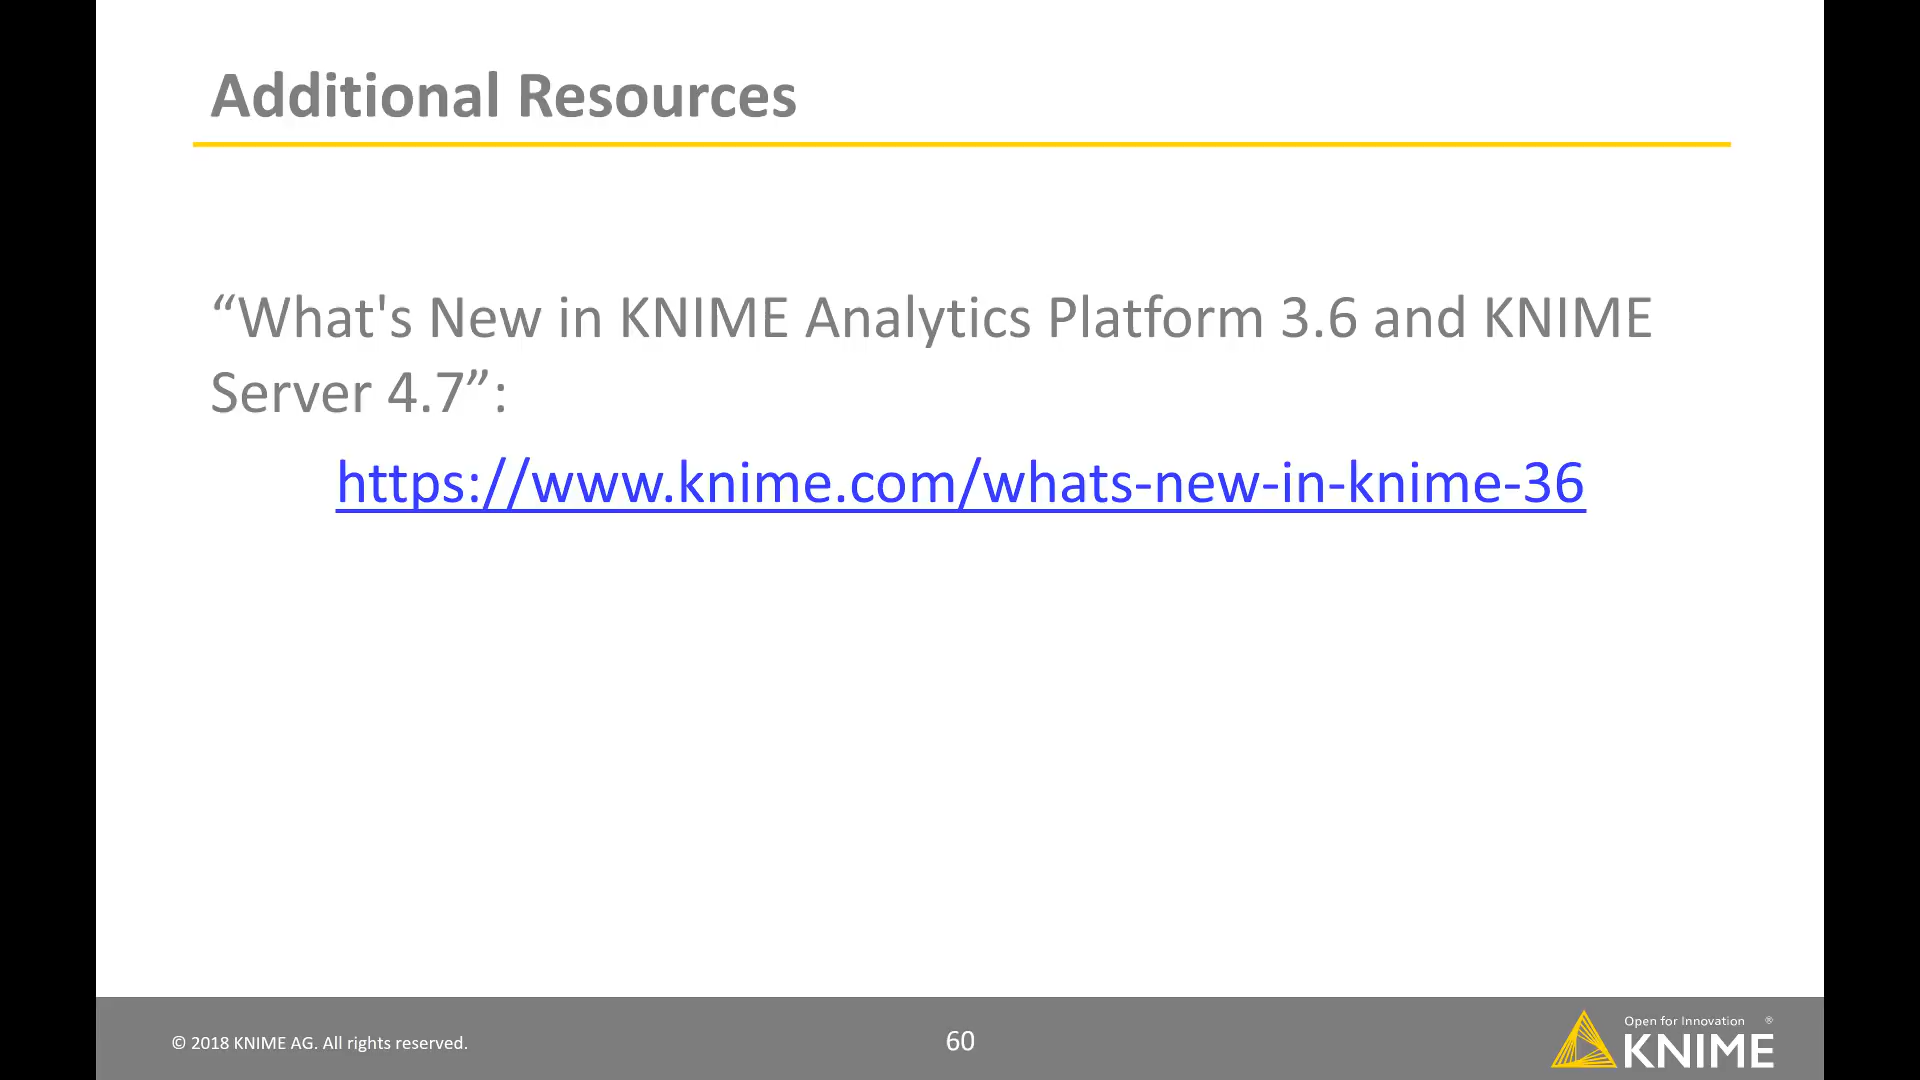 Additional Resources
“What's New in KNIME Analytics Platform 3.6 and KNIME
Server 4.7”:
https://www.knime.com/whats-new-in-knime-36
© 2018 KNIME AG. All rights reserved.
60
Open for Innovation ®
KNIME